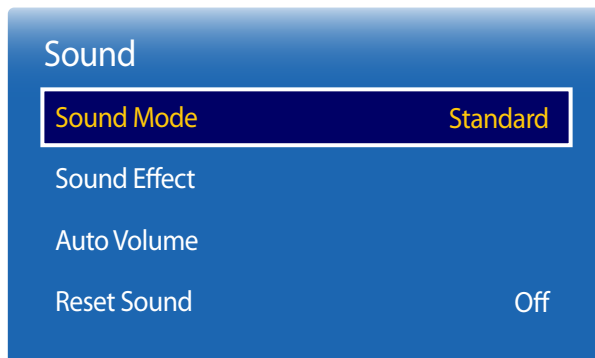 Sound
Sound Mode Standard
Sound Effect
Auto Volume
Reset Sound Off